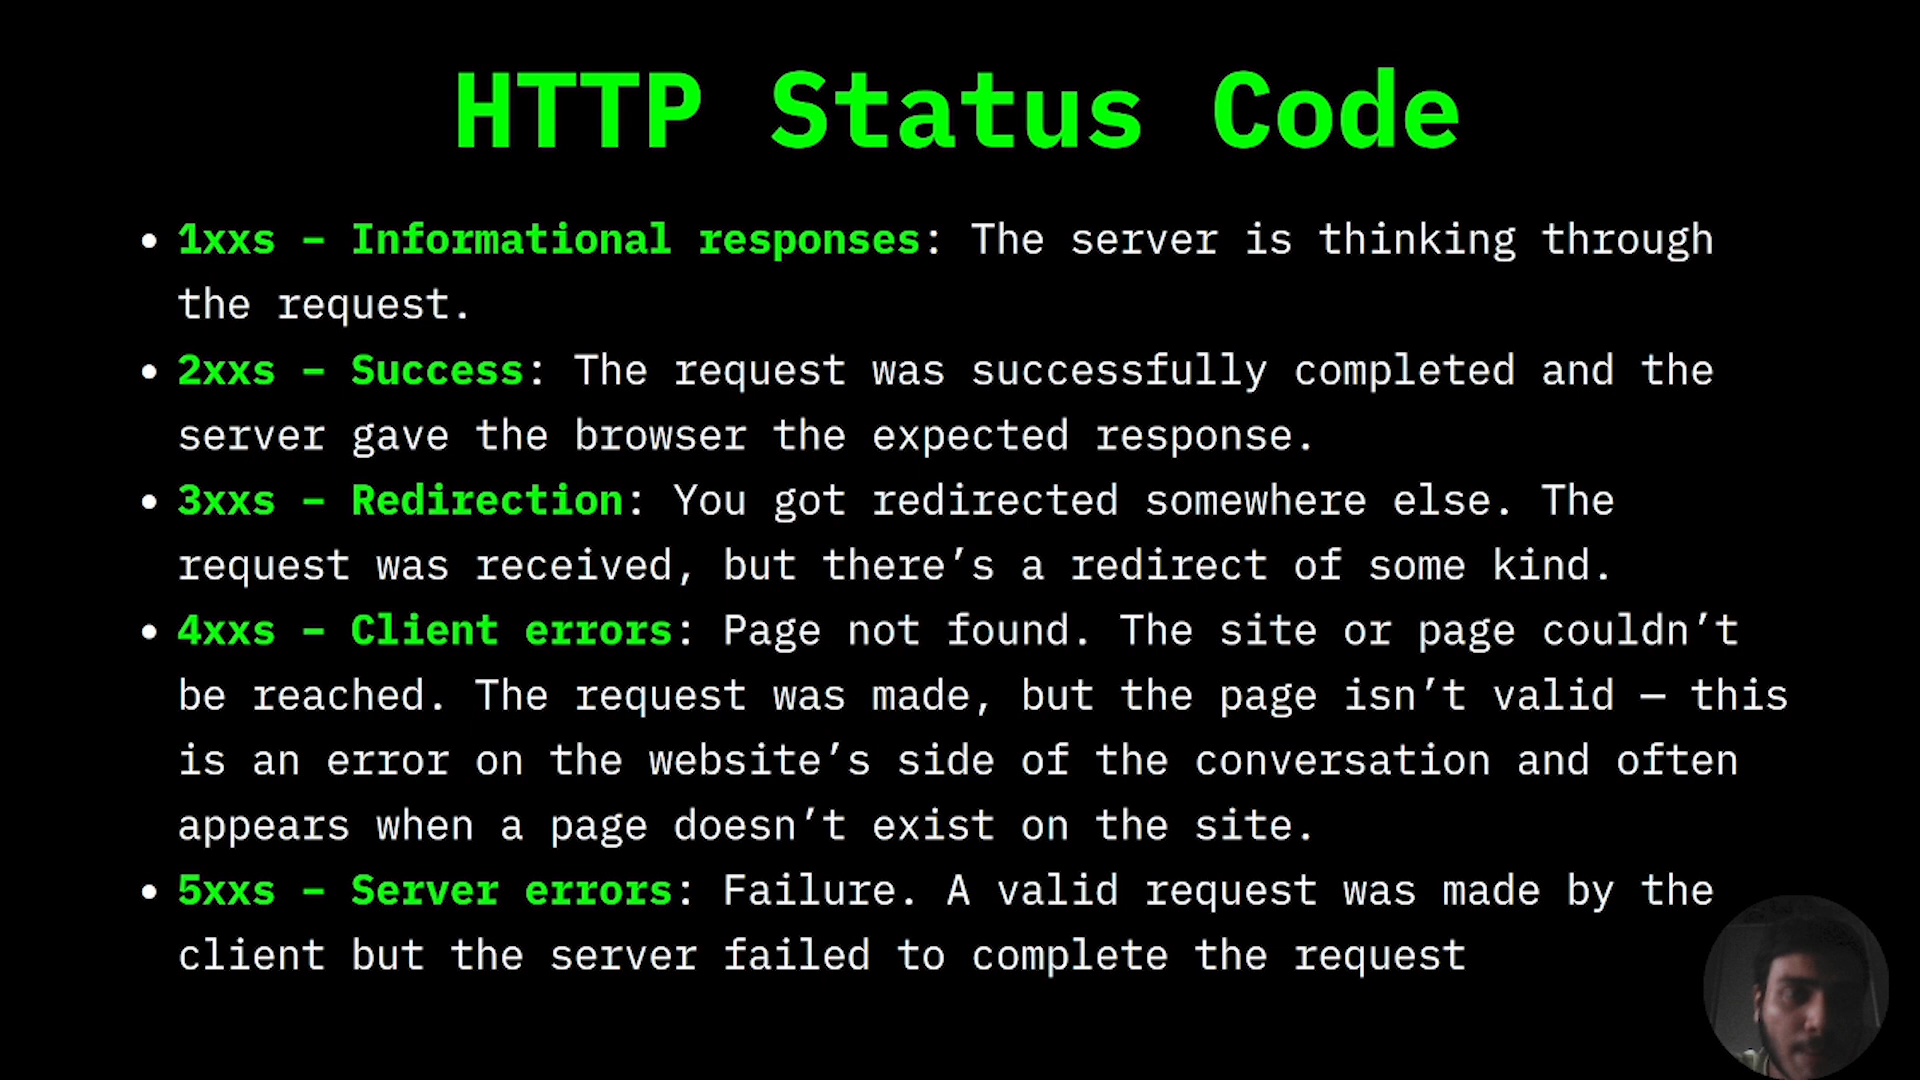 HTTP Status Code
• 1xxs – Informational responses: The server is thinking through
the request.
• 2xxs – Success: The request was successfully completed and the
server gave the browser the expected response.
• 3xxs – Redirection: You got redirected somewhere else. The
request was received, but there’s a redirect of some kind.
• 4xxs – Client errors: Page not found. The site or page couldn’t
be reached. The request was made, but the page isn’t valid — this
is an error on the website’s side of the conversation and often
appears when a page doesn’t exist on the site.
• 5xxs – Server errors: Failure. A valid request was made by the
client but the server failed to complete the request